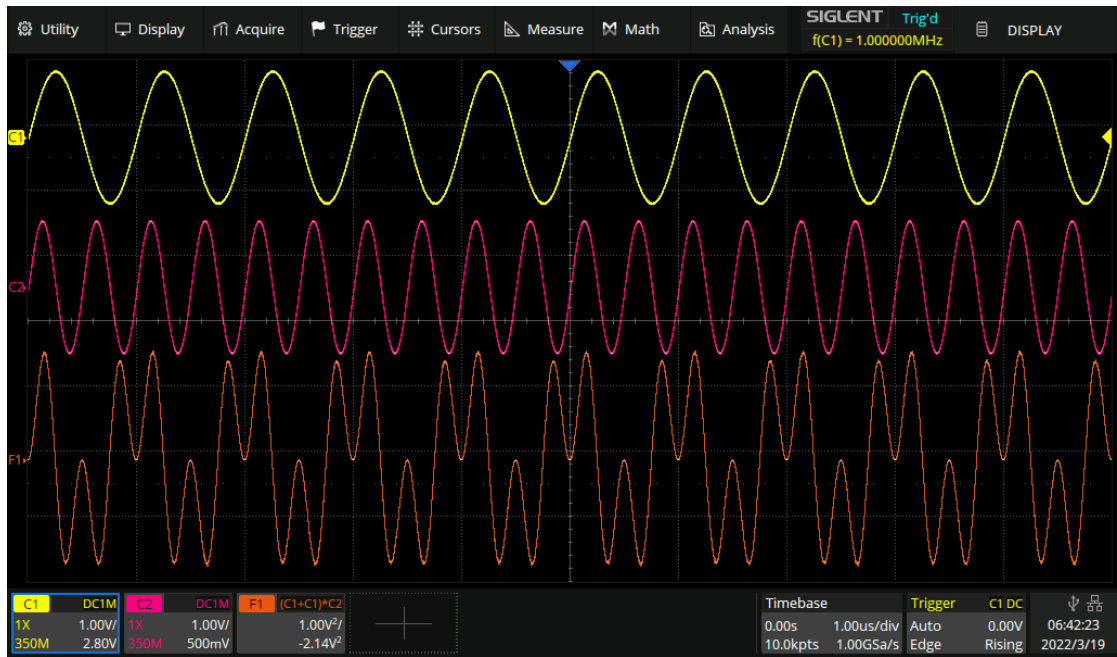 Utility Display Acquire Trigger Cursors Measure Math Analysis SIGLENT Trig'd DISPLAY
f(C1) = 1.000000MHz
C1
C2
F1
C1 DC1M C2 DC1M F1 (C1+C1)*C2 Timebase Trigger C1 DC
1X 1.00V/ 1X 1.00V/ 1.00V²/ 0.00s 1.00us/div Auto 0.00V 06:42:23
350M 2.80V 350M 500mV -2.14V² 10.0kpts 1.00GSa/s Edge Rising 2022/3/19